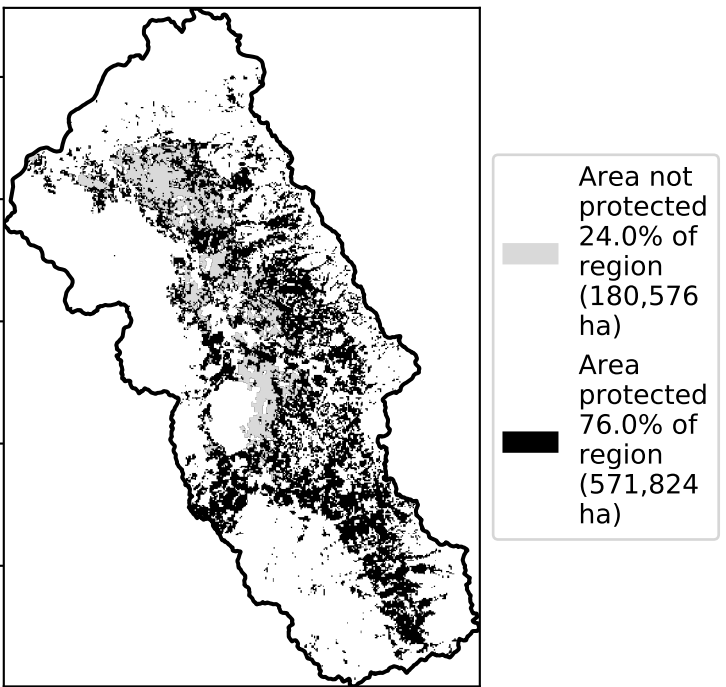 Area not
protected
24.0% of
region
(180,576
ha)
Area
protected
76.0% of
region
(571,824
ha)